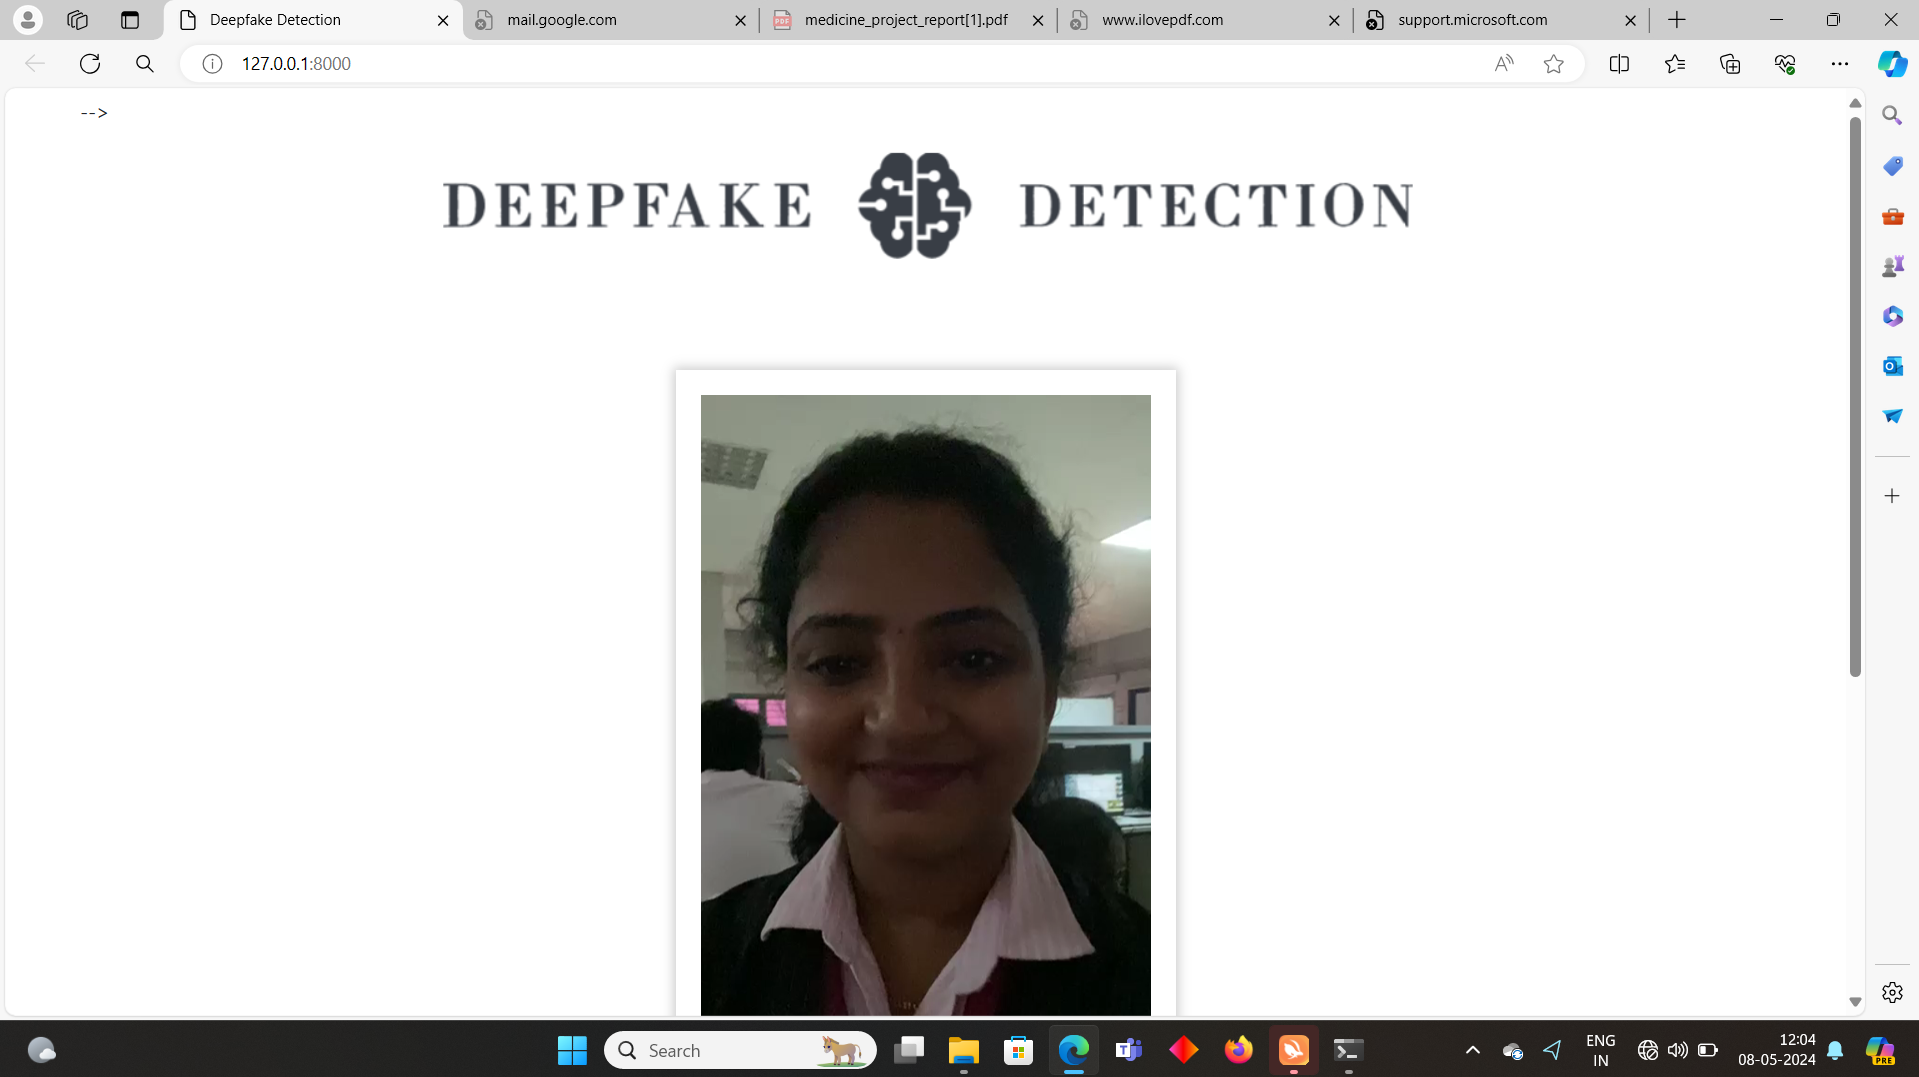 Deepfake Detection
mail.google.com
medicine_project_report[1].pdf
www.ilovepdf.com
support.microsoft.com
127.0.0.1:8000
-->
DEEPFAKE DETECTION
Search
ENG
IN
12:04
08-05-2024
PRE